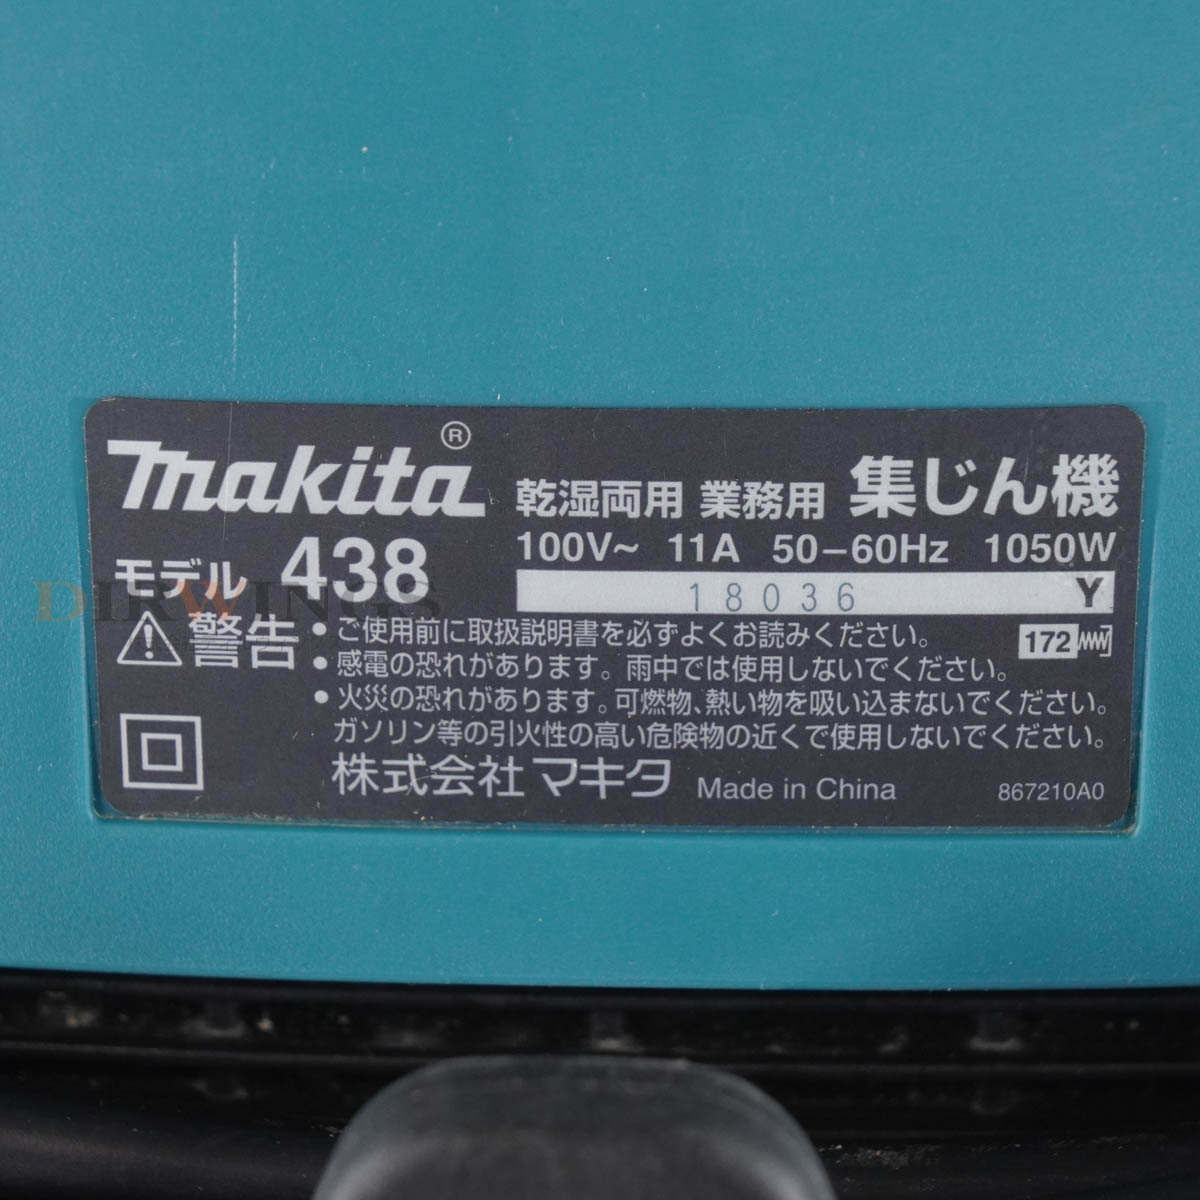 makita®
乾湿両用 業務用 集じん機
モデル 438
100V~ 11A 50-60Hz 1050W
18036 Y
DIRWINGS
⚠警告
• ご使用前に取扱説明書を必ずよくお読みください。
172
• 感電の恐れがあります。雨中では使用しないでください。
• 火災の恐れがあります。可燃物、熱い物を吸い込まないでください。
ガソリン等の引火性の高い危険物の近くで使用しないでください。
株式会社マキタ Made in China 867210A0